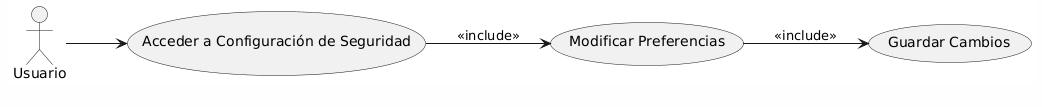 Usuario
Acceder a Configuración de Seguridad
«include»
Modificar Preferencias
«include»
Guardar Cambios